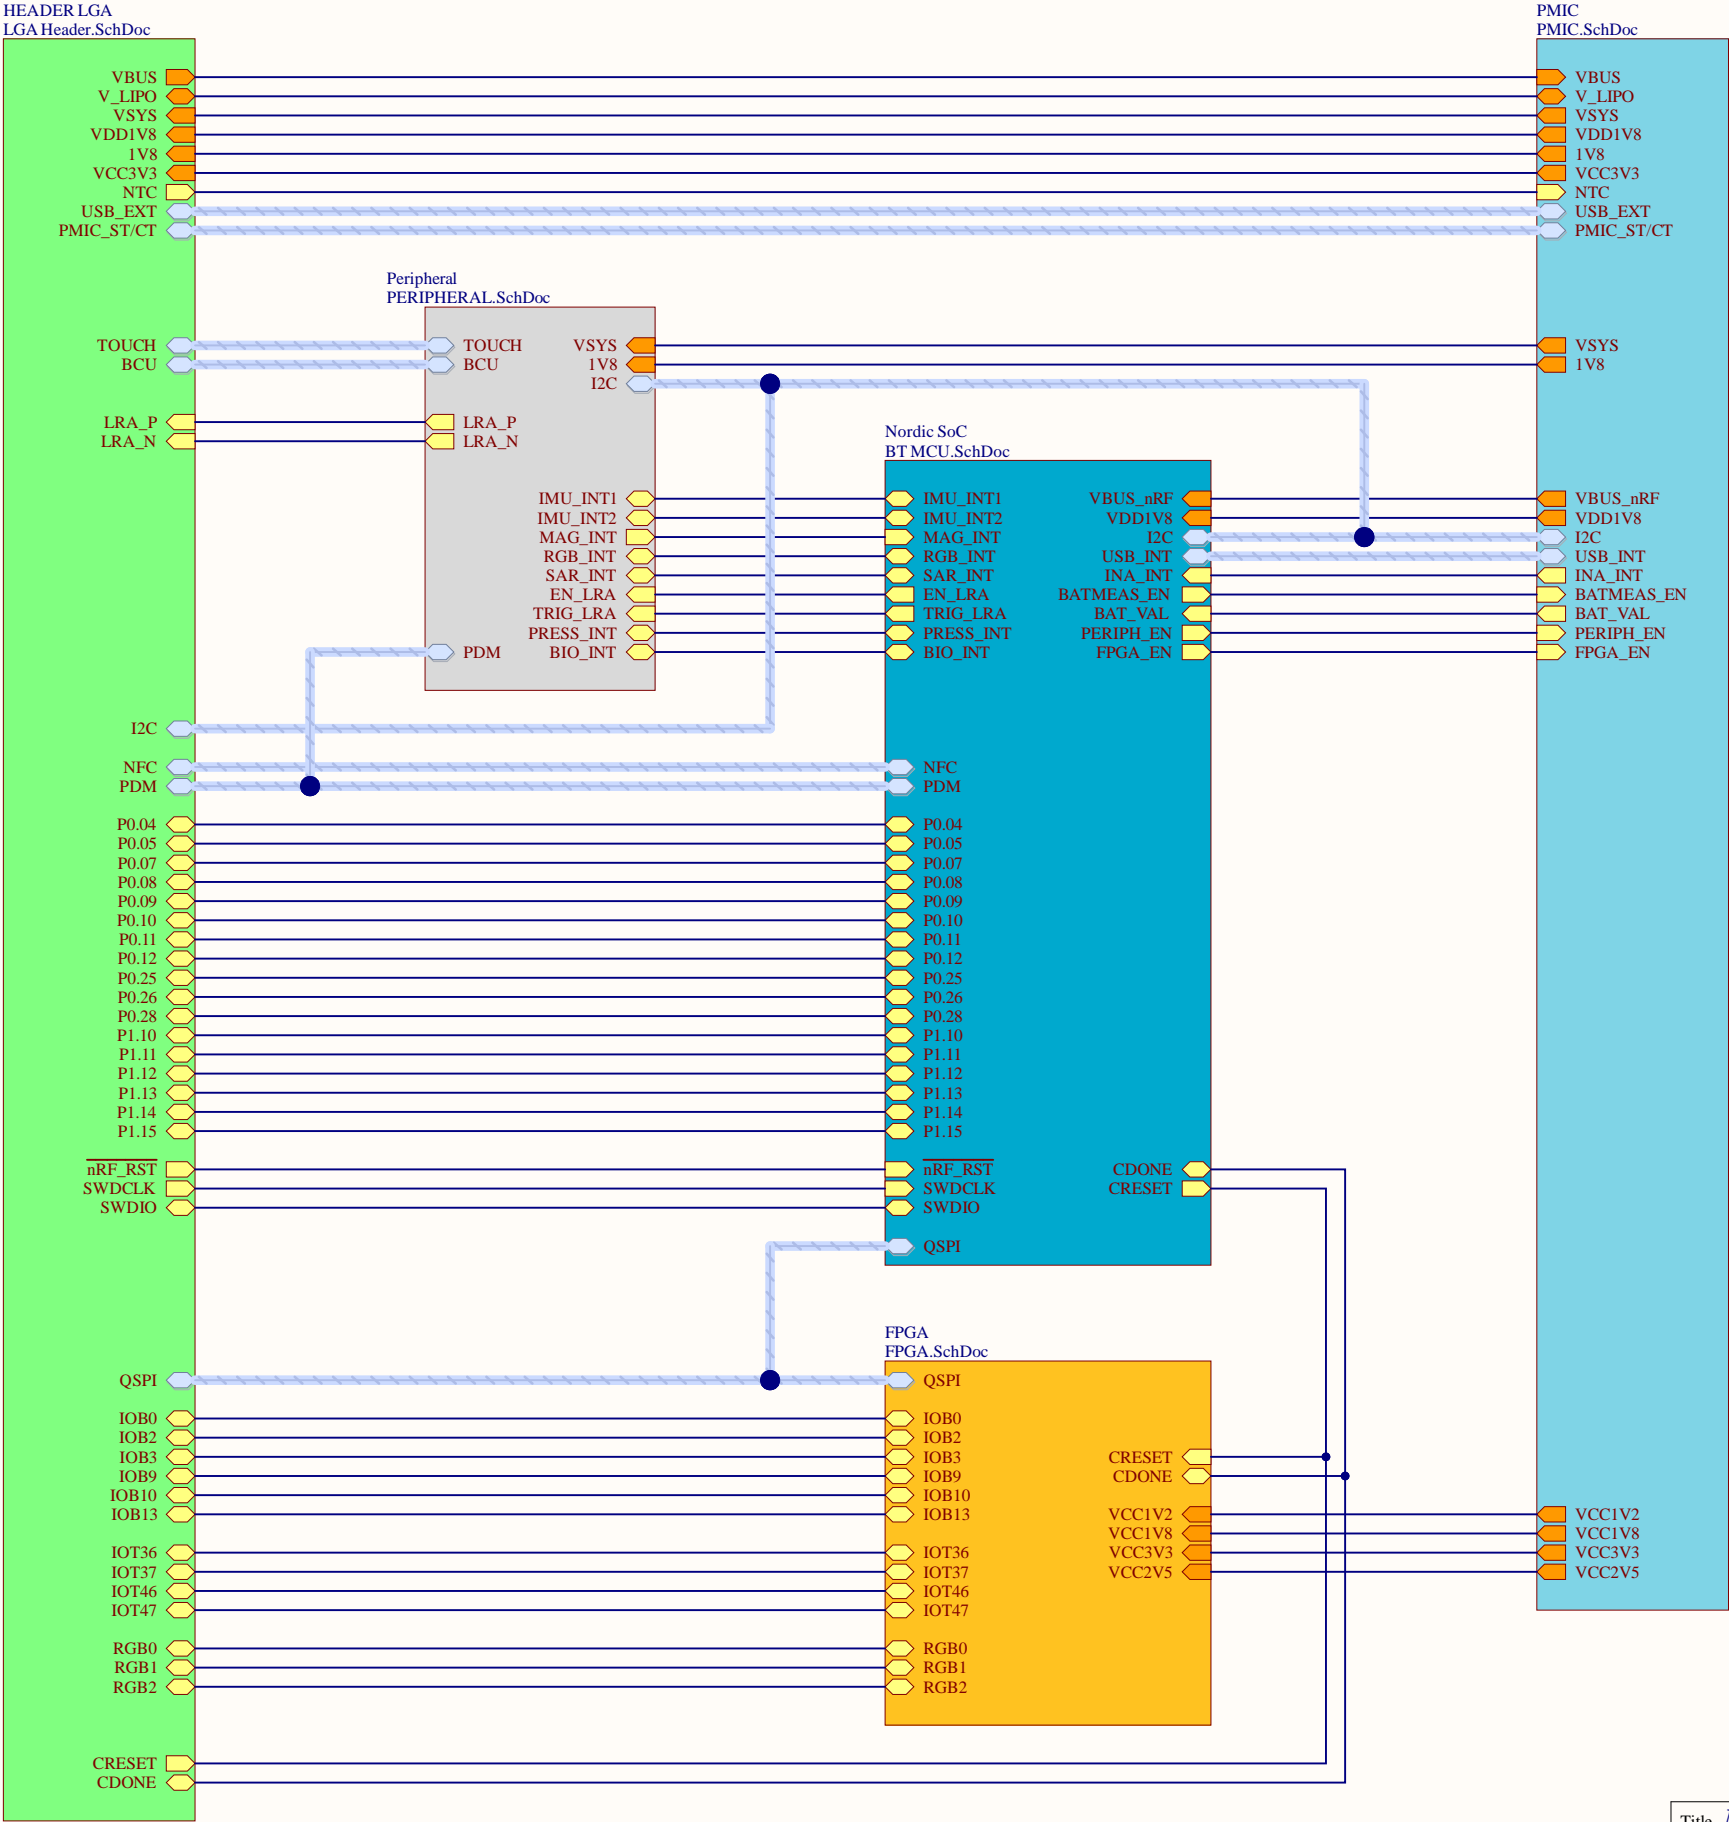 HEADER LGA
LGA Header.SchDoc
VBUS
V_LIPO
VSYS
VDD1V8
1V8
VCC3V3
NTC
USB_EXT
PMIC_ST/CT
TOUCH
BCU
LRA_P
LRA_N
I2C
NFC
PDM
P0.04
P0.05
P0.07
P0.08
P0.09
P0.10
P0.11
P0.12
P0.25
P0.26
P0.28
P1.10
P1.11
P1.12
P1.13
P1.14
P1.15
nRF_RST
SWDCLK
SWDIO
QSPI
IOB0
IOB2
IOB3
IOB9
IOB10
IOB13
IOT36
IOT37
IOT46
IOT47
RGB0
RGB1
RGB2
CRESET
CDONE
Peripheral
PERIPHERAL.SchDoc
TOUCH
BCU
LRA_P
LRA_N
PDM
VSYS
1V8
I2C
IMU_INT1
IMU_INT2
MAG_INT
RGB_INT
SAR_INT
EN_LRA
TRIG_LRA
PRESS_INT
BIO_INT
Nordic SoC
BT MCU.SchDoc
IMU_INT1
IMU_INT2
MAG_INT
RGB_INT
SAR_INT
EN_LRA
TRIG_LRA
PRESS_INT
BIO_INT
NFC
PDM
P0.04
P0.05
P0.07
P0.08
P0.09
P0.10
P0.11
P0.12
P0.25
P0.26
P0.28
P1.10
P1.11
P1.12
P1.13
P1.14
P1.15
nRF_RST
SWDCLK
SWDIO
QSPI
VBUS_nRF
VDD1V8
I2C
USB_INT
INA_INT
BATMEAS_EN
BAT_VAL
PERIPH_EN
FPGA_EN
CDONE
CRESET
FPGA
FPGA.SchDoc
QSPI
IOB0
IOB2
IOB3
IOB9
IOB10
IOB13
IOT36
IOT37
IOT46
IOT47
RGB0
RGB1
RGB2
CRESET
CDONE
VCC1V2
VCC1V8
VCC3V3
VCC2V5
PMIC
PMIC.SchDoc
VBUS
V_LIPO
VSYS
VDD1V8
1V8
VCC3V3
NTC
USB_EXT
PMIC_ST/CT
VSYS
1V8
VBUS_nRF
VDD1V8
I2C
USB_INT
INA_INT
BATMEAS_EN
BAT_VAL
PERIPH_EN
FPGA_EN
VCC1V2
VCC1V8
VCC3V3
VCC2V5
Title